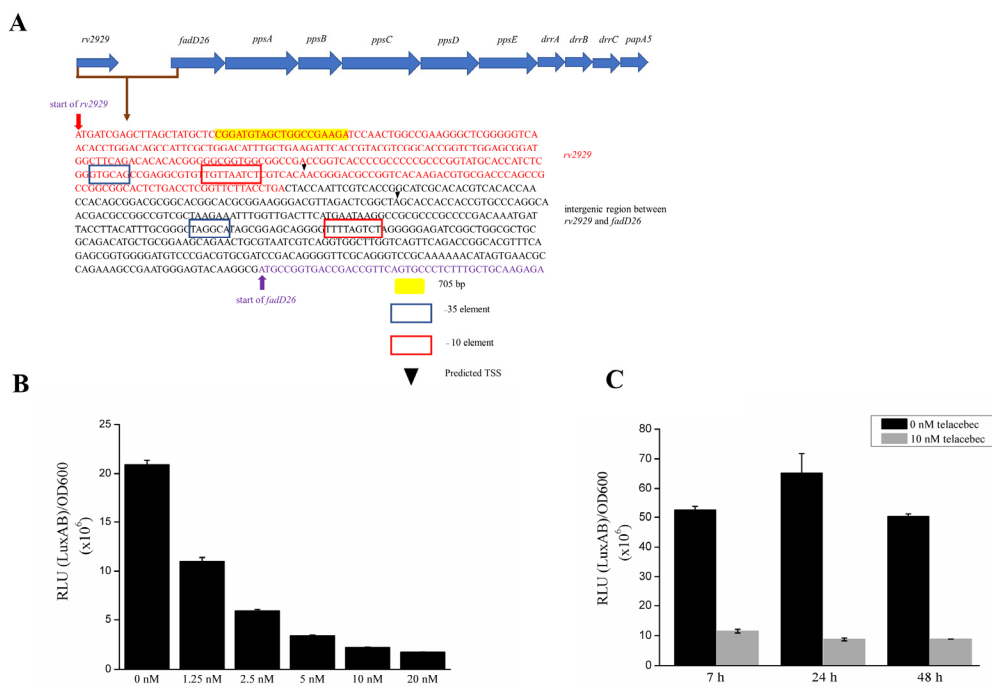 A
rv2929 fadD26 ppsA ppsB ppsC ppsD ppsE drrA drrB drrC papA5
start of rv2929
ATGATCGAGCTTAGCTATGCTCCGGATGTAGCTGGCCGAAGATCCAACTGGCCGAAGGGCTCGGGGGTCA
ACACCTGGACAGCCATTCGCTGGACATTTGCTGAAGATTCACCGTACGTCGGCACCGGTCTGGAGCGGAT
GGCTTCAGACACACACGGGGGCGGTGGCGGCCGACCGGTCACCCCGCCCCCGCCCGGTATGCACCATCTC
GGGTGCAGCCGAGGCGTGTTGTTAATCTCGTCACAACGGGACGCCGGTCACAAGACGTGCGACCCAGCCG
CCGGCGGCACTCTGACCTCGGTTCTTACCTGACTACCAATTCGTCACCGGCATCGCACACGTCACACCAA
CCACAGCGGACGCGGCACGGCACGCGGAAGGGACGTTAGACTCGGCTAGCACCACCACCGTGCCCAGGCA
ACGACGCCGGCCGTCGCTAAGAAATTTGGTTGACTTCATGAATAAGGCCGCGCCCGCCCCGACAAATGAT
TACCTTACATTTGCGGGCTAGGCATAGCGGAGCAGGGGTTTTAGTCTAGGGGGAGATCGGCTGGCGCTGC
GCAGACATGCTGCGGAAGCAGAACTGCGTAATCGTCAGGTGGCTTGGTCAGTTCAGACCGGCACGTTTCA
GAGCGGTGGGGATGTCCCGACGTGCGATCCGACAGGGGTTCGCAGGGTCCGCAAAAAACATGTGAACGC
CAGAAAGCCGAATGGGAGTACAAGGCGATGCCGGTGACCGACCGTTCAGTGCCCTCTTTGCTGCAAGAGA
rv2929
intergenic region between
rv2929 and fadD26
start of fadD26
705 bp
–35 element
–10 element
Predicted TSS
B
RLU (LuxAB)/OD600
(x10⁶)
25
20
15
10
5
0
0 nM 1.25 nM 2.5 nM 5 nM 10 nM 20 nM
C
0 nM telacebec
10 nM telacebec
RLU (LuxAB)/OD600
(x10⁶)
80
70
60
50
40
30
20
10
0
7 h 24 h 48 h